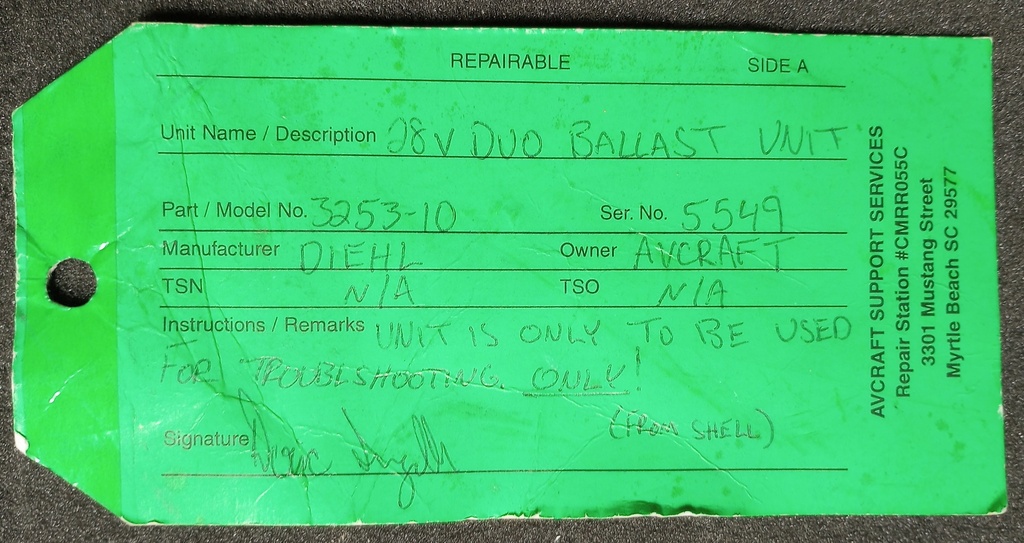 REPAIRABLE SIDE A
Unit Name / Description 28V DUO BALLAST UNIT
Part / Model No. 3253-10 Ser. No. 5549
Manufacturer DIEHL Owner AVCRAFT
TSN N/A TSO N/A
Instructions / Remarks UNIT IS ONLY TO BE USED
FOR TROUBLSHOOTING ONLY!
(FROM SHELL)
Signature
AVCRAFT SUPPORT SERVICES
Repair Station #CMRR055C
3301 Mustang Street
Myrtle Beach SC 29577